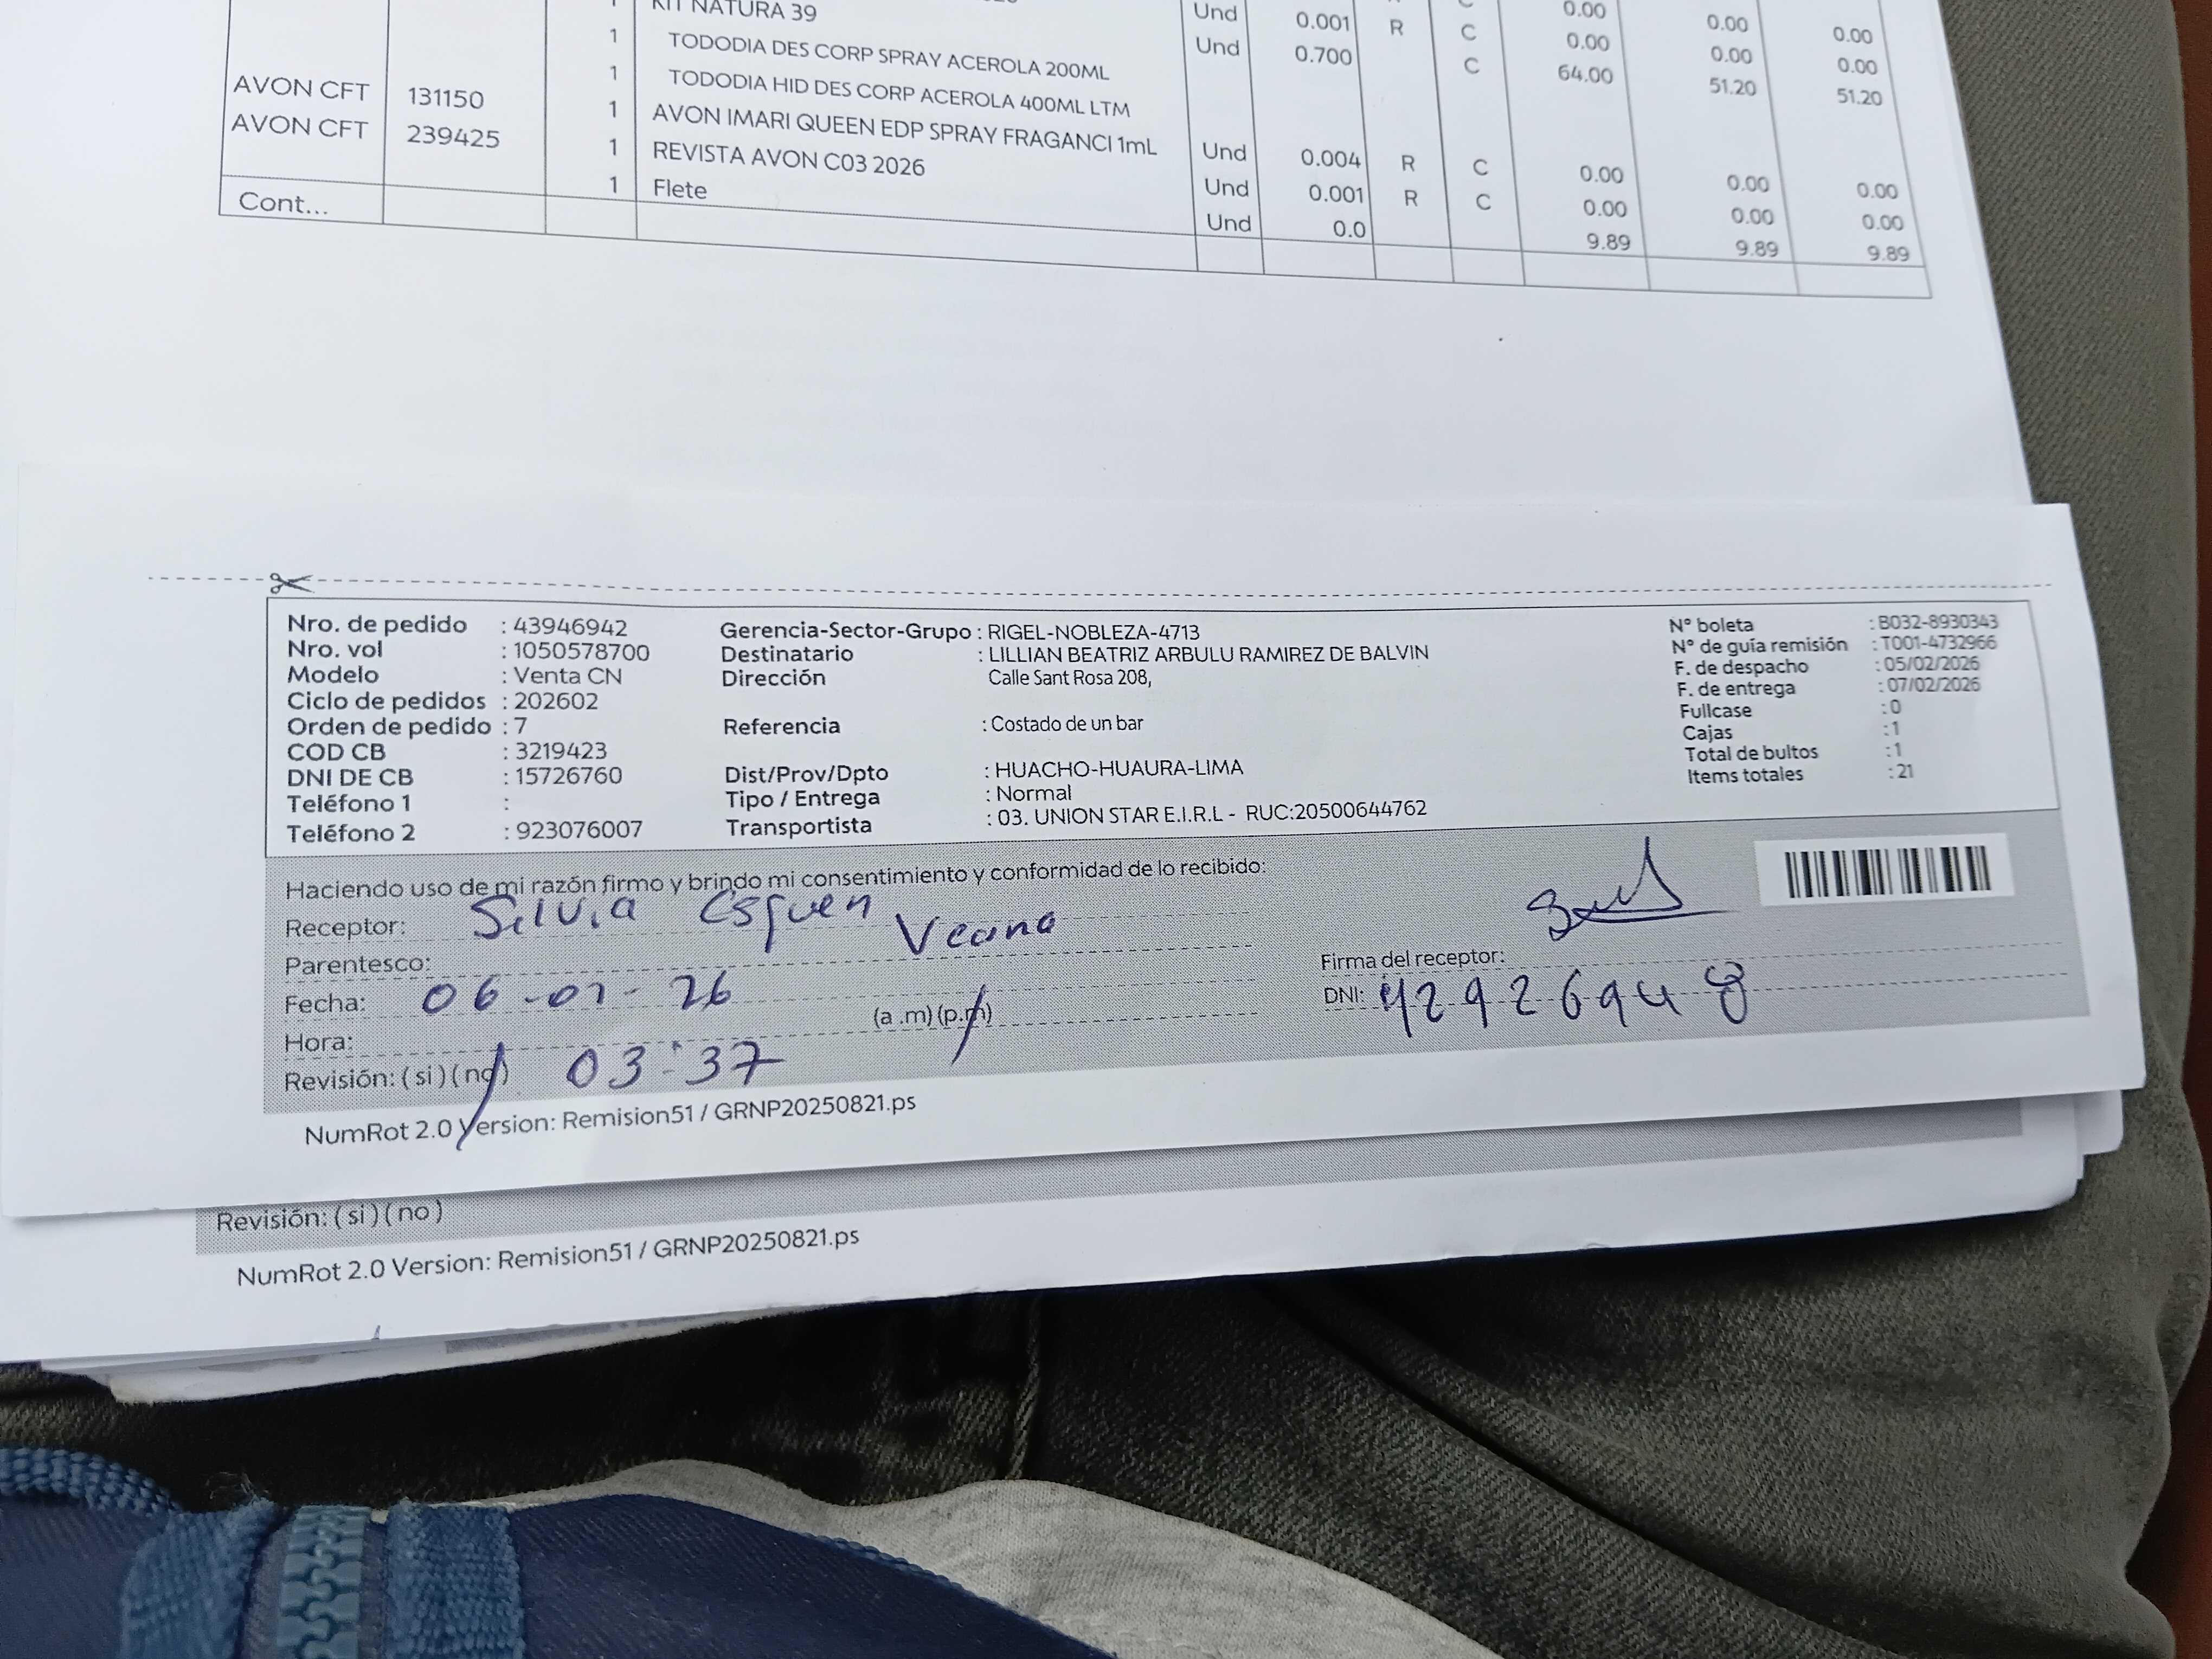 KIT NATURA 39 Und 0.001 R C 0.00 0.00 0.00
1 TODODIA DES CORP SPRAY ACEROLA 200ML Und 0.700 C 0.00 0.00 0.00
1 TODODIA HID DES CORP ACEROLA 400ML LTM 64.00 51.20 51.20
AVON CFT 131150 1 AVON IMARI QUEEN EDP SPRAY FRAGANCI 1mL Und 0.004 R C 0.00 0.00 0.00
AVON CFT 239425 1 REVISTA AVON C03 2026 Und 0.001 R C 0.00 0.00 0.00
1 Flete Und 0.0 9.89 9.89 9.89
Cont...
Nro. de pedido : 43946942
Nro. vol : 1050578700
Modelo : Venta CN
Ciclo de pedidos : 202602
Orden de pedido : 7
COD CB : 3219423
DNI DE CB : 15726760
Teléfono 1 :
Teléfono 2 : 923076007
Gerencia-Sector-Grupo : RIGEL-NOBLEZA-4713
Destinatario : LILLIAN BEATRIZ ARBULU RAMIREZ DE BALVIN
Dirección Calle Sant Rosa 208,
Referencia : Costado de un bar
Dist/Prov/Dpto : HUACHO-HUAURA-LIMA
Tipo / Entrega : Normal
Transportista : 03. UNION STAR E.I.R.L - RUC:20500644762
N° boleta : B032-8930343
N° de guía remisión : T001-4732966
F. de despacho : 05/02/2026
F. de entrega : 07/02/2026
Fullcase : 0
Cajas : 1
Total de bultos : 1
Items totales : 21
Haciendo uso de mi razón firmo y brindo mi consentimiento y conformidad de lo recibido:
Receptor: Silvia Esquen
Parentesco:
Fecha: 06-02-26
Hora: (a .m) (p.m)
Revisión: ( si ) ( no ) 03:37
Firma del receptor:
DNI: 42926948
NumRot 2.0 Version: Remision51 / GRNP20250821.ps
Revisión: ( si ) ( no )
NumRot 2.0 Version: Remision51 / GRNP20250821.ps